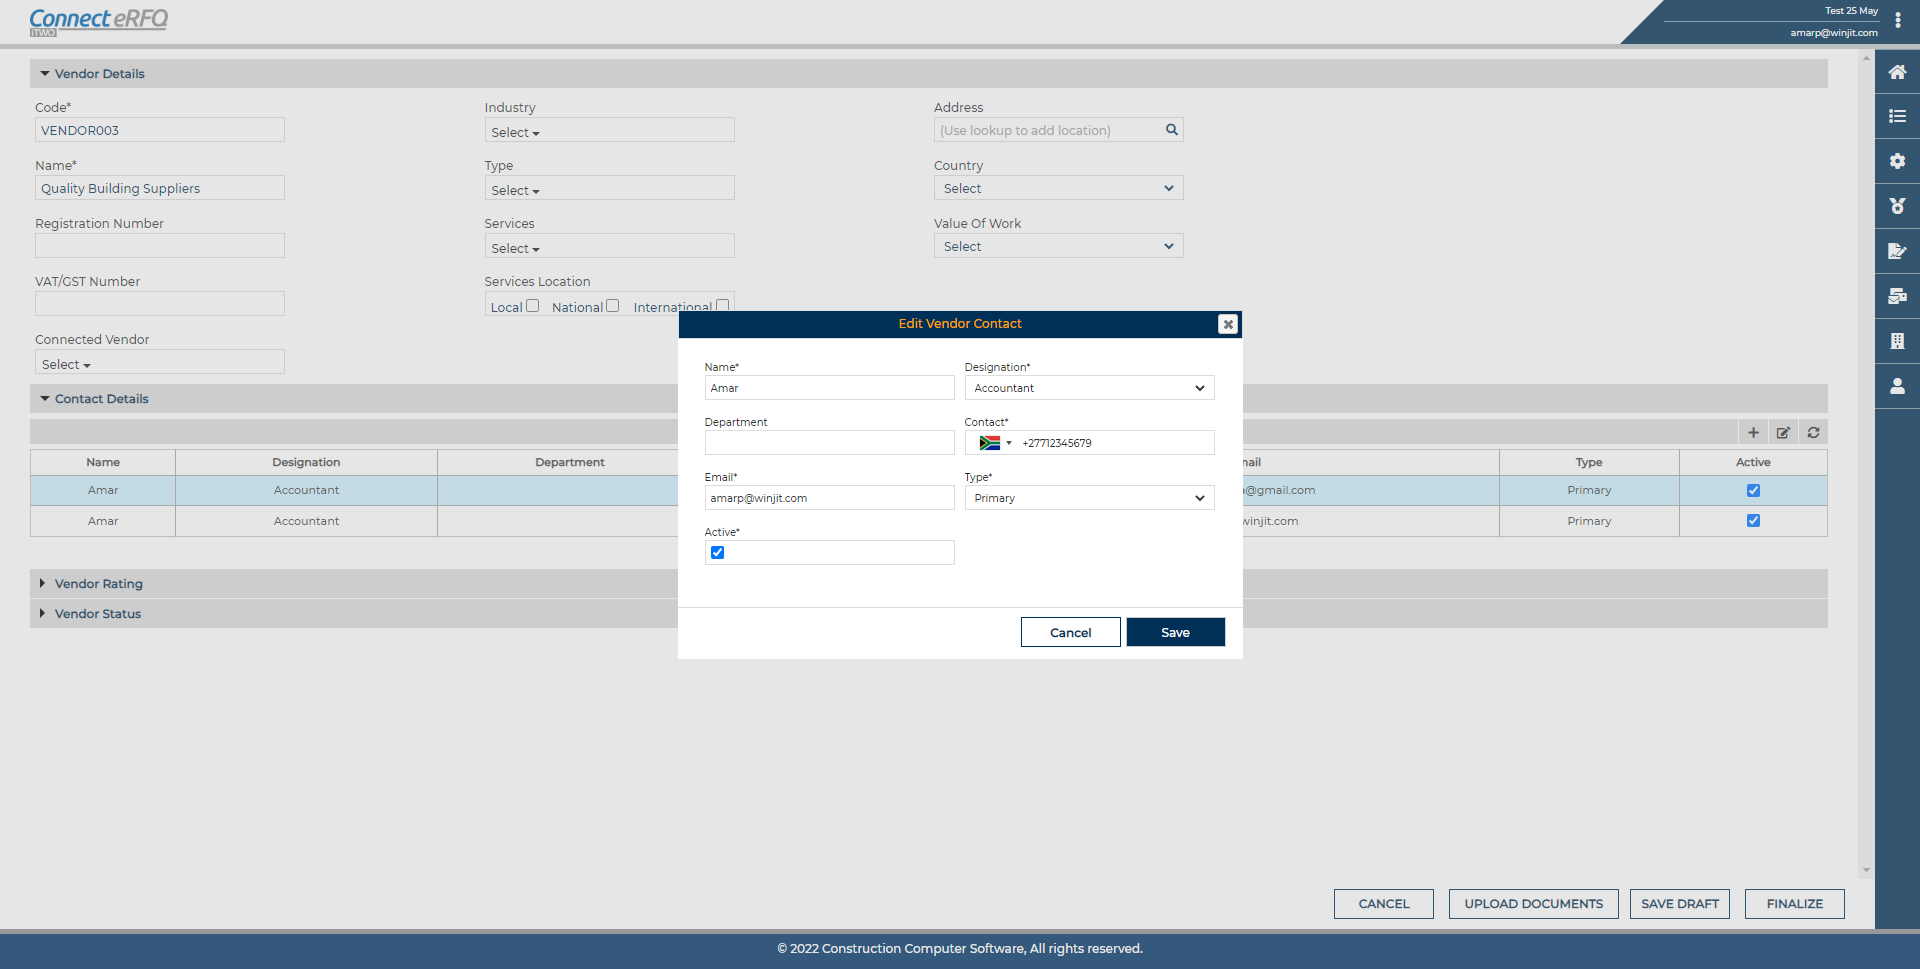 Connect eRFQ
iTWO
Test 25 May
amarp@winjit.com
Vendor Details
Code*
Industry
Address
VENDOR003
Select
(Use lookup to add location)
Name*
Type
Country
Quality Building Suppliers
Select
Select
Registration Number
Services
Value Of Work
Select
Select
VAT/GST Number
Services Location
Local
National
International
Connected Vendor
Select
Contact Details
Name
Designation
Department
Type
Active
Amar
Accountant
@gmail.com
Primary
Amar
Accountant
winjit.com
Primary
Vendor Rating
Vendor Status
Edit Vendor Contact
Name*
Designation*
Amar
Accountant
Department
Contact*
+27712345679
Email*
Type*
amarp@winjit.com
Primary
Active*
Cancel
Save
CANCEL
UPLOAD DOCUMENTS
SAVE DRAFT
FINALIZE
© 2022 Construction Computer Software, All rights reserved.